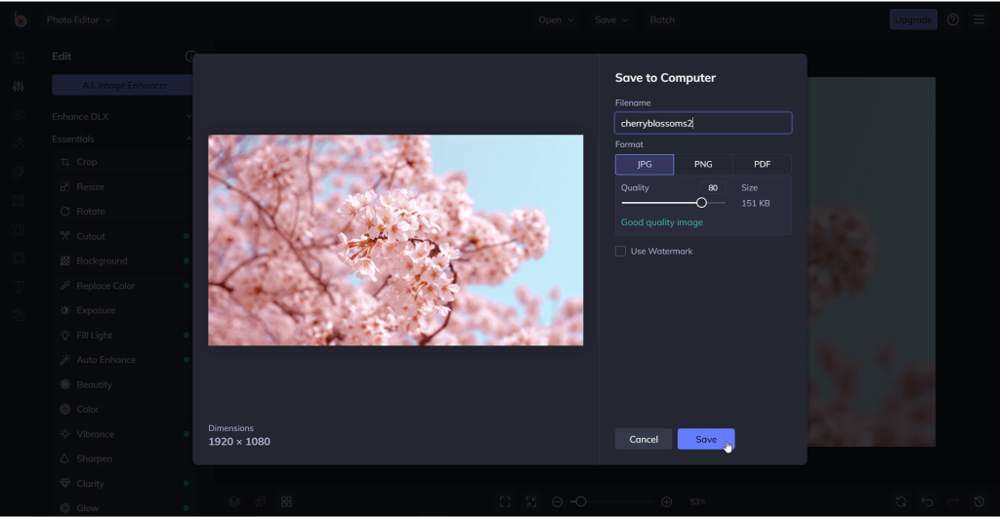 Photo Editor
Open
Save
Batch
Upgrade
Edit
A.I. Image Enhancer
Enhance DLX
Essentials
Crop
Resize
Rotate
Cutout
Background
Replace Color
Exposure
Fill Light
Auto Enhance
Beautify
Color
Vibrance
Sharpen
Clarity
Glow
Dimensions
1920 × 1080
Save to Computer
Filename
cherryblossoms2
Format
JPG PNG PDF
Quality 80 Size
151 KB
Good quality image
Use Watermark
Cancel Save
53%